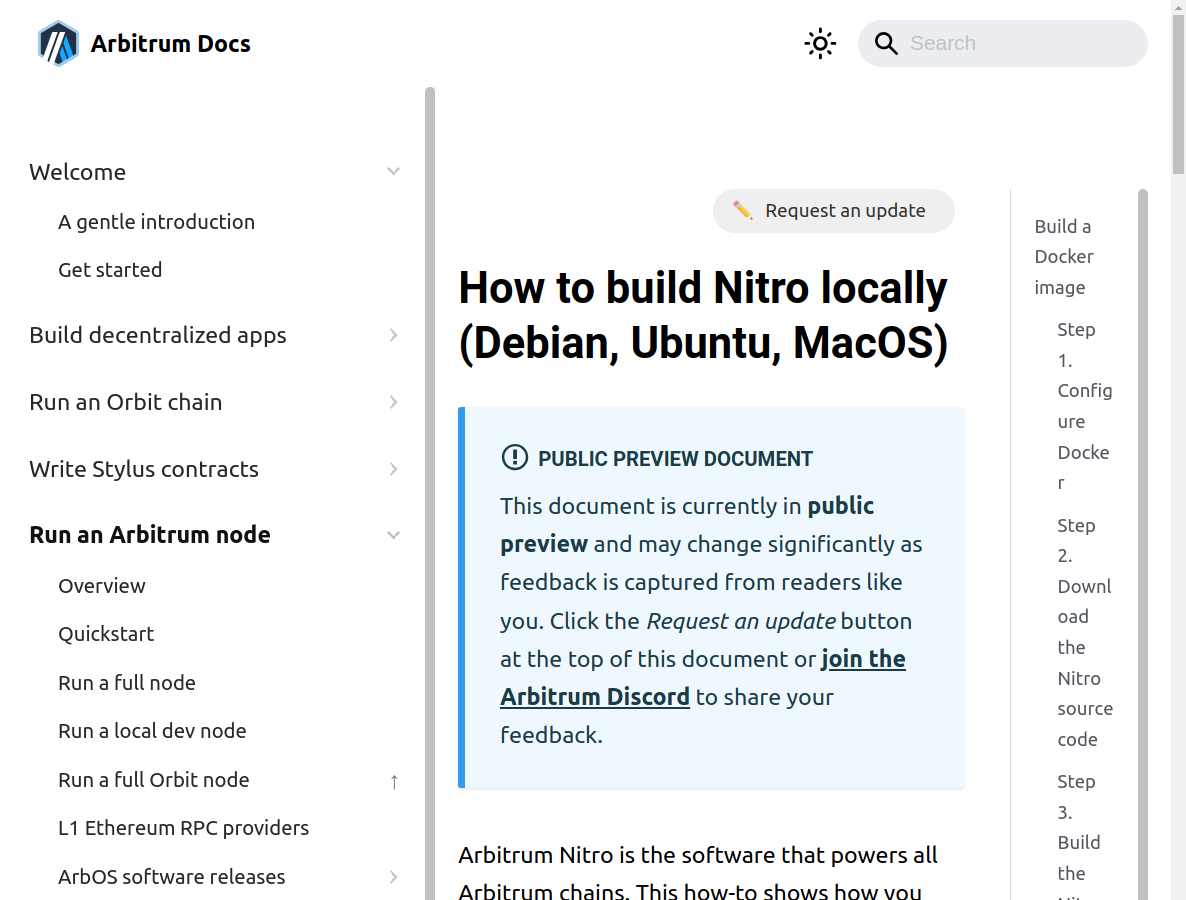 Arbitrum Docs
Search
Welcome
A gentle introduction
Get started
Build decentralized apps
Run an Orbit chain
Write Stylus contracts
Run an Arbitrum node
Overview
Quickstart
Run a full node
Run a local dev node
Run a full Orbit node
↑
L1 Ethereum RPC providers
ArbOS software releases
✏️ Request an update
How to build Nitro locally
(Debian, Ubuntu, MacOS)
PUBLIC PREVIEW DOCUMENT
This document is currently in public
preview and may change significantly as
feedback is captured from readers like
you. Click the Request an update button
at the top of this document or join the
Arbitrum Discord to share your
feedback.
Arbitrum Nitro is the software that powers all
Arbitrum chains. This how-to shows how you
Build a
Docker
image
Step
1.
Config
ure
Docke
r
Step
2.
Downl
oad
the
Nitro
source
code
Step
3.
Build
the